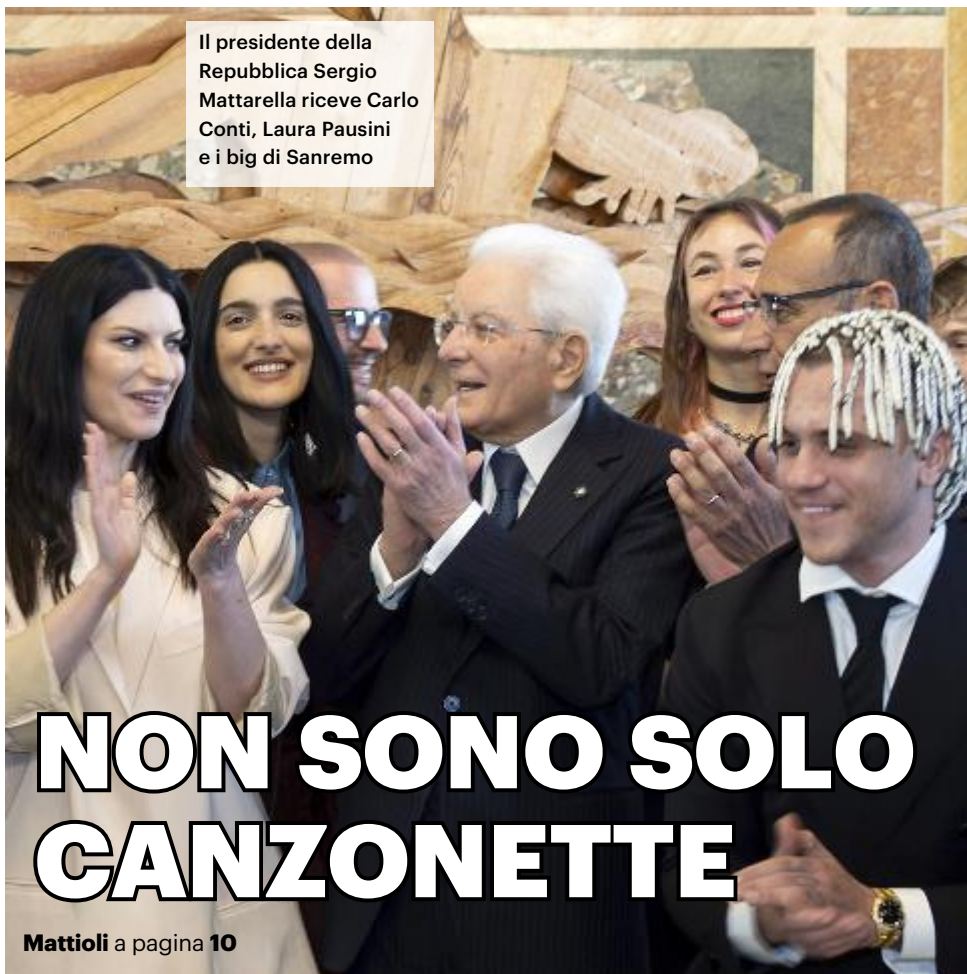 Il presidente della
Repubblica Sergio
Mattarella riceve Carlo
Conti, Laura Pausini
e i big di Sanremo
NON SONO SOLO
CANZONETTE
Mattioli a pagina 10